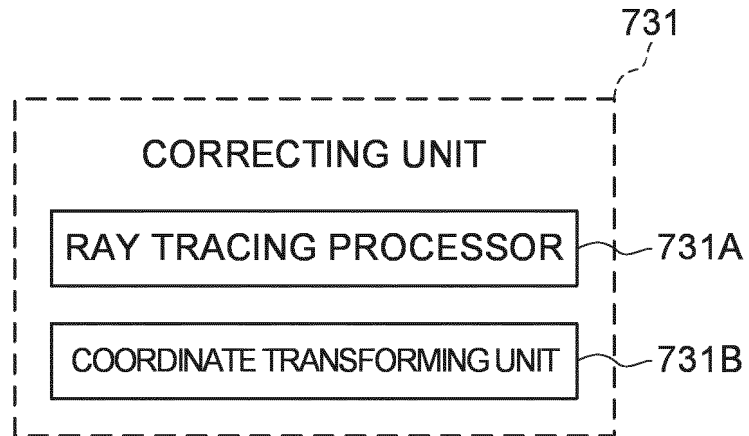 731
CORRECTING UNIT
RAY TRACING PROCESSOR
731A
COORDINATE TRANSFORMING UNIT
731B